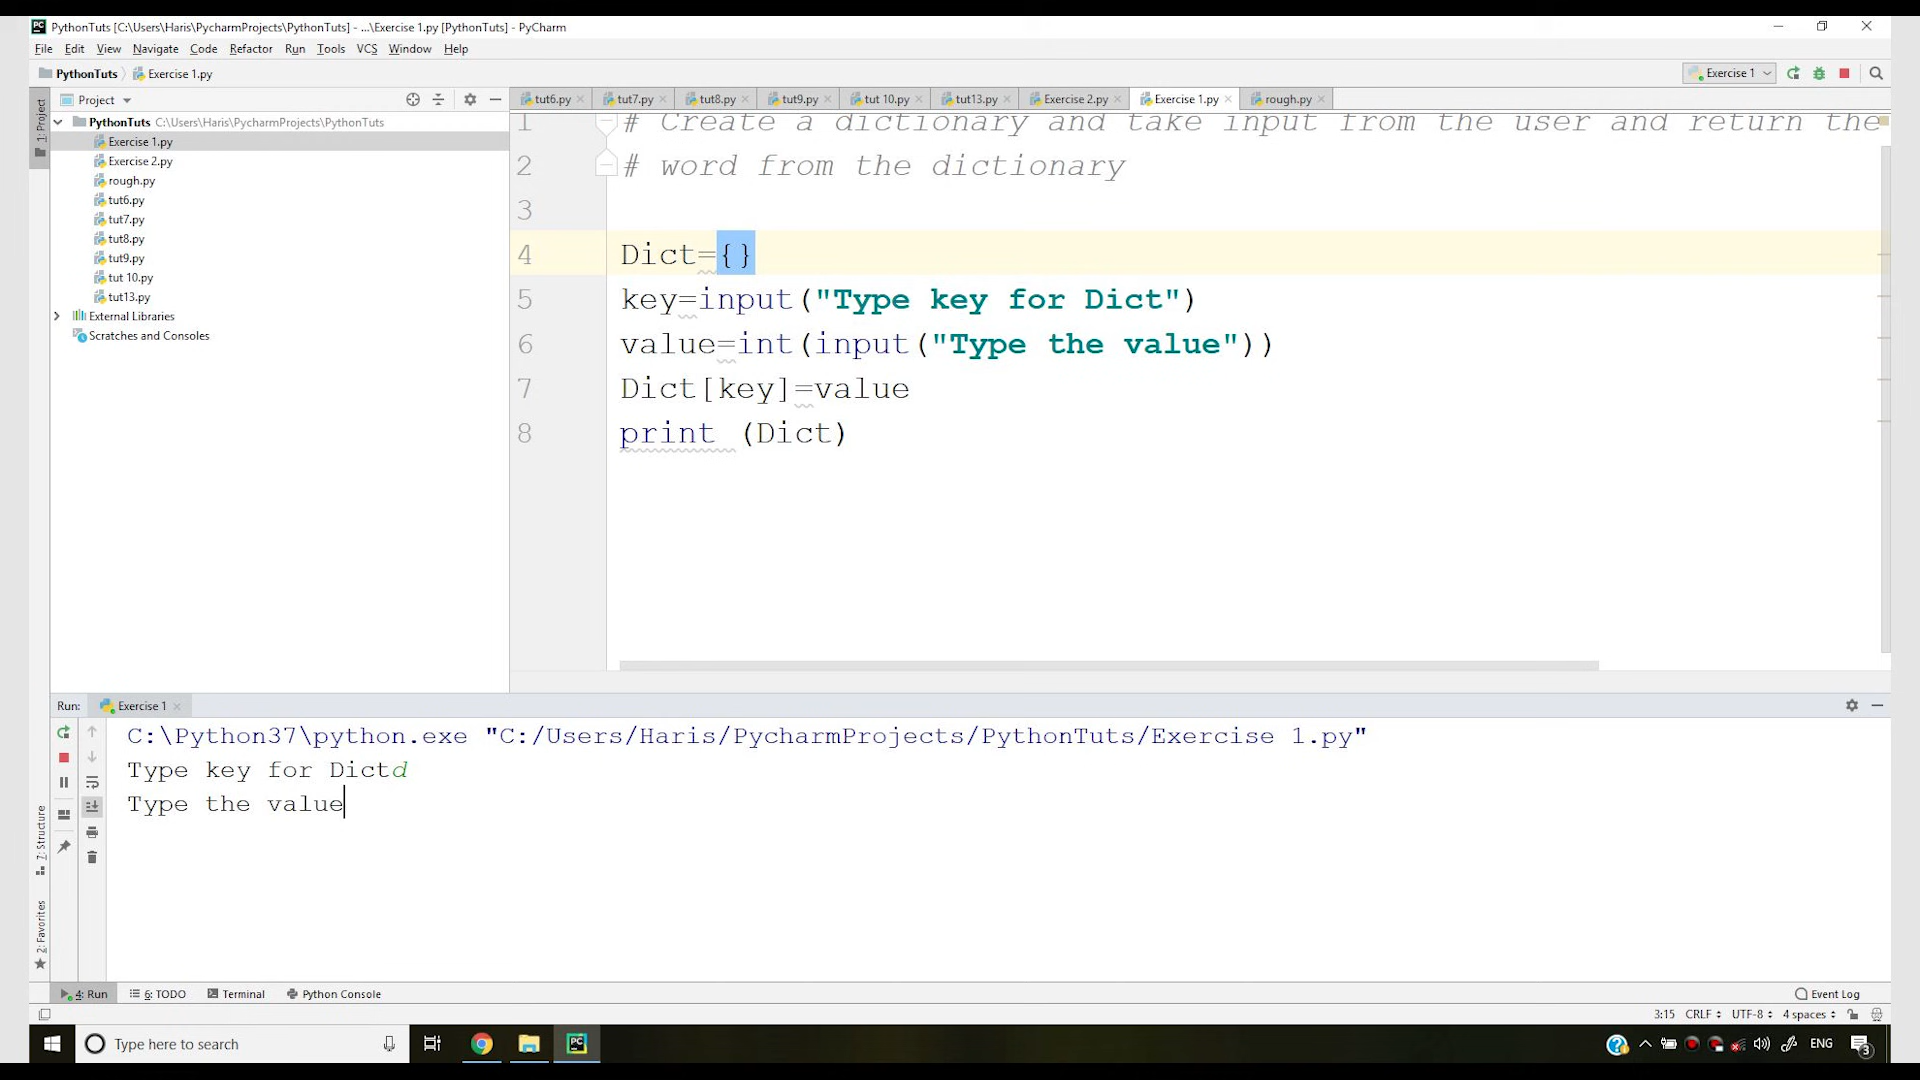 PythonTuts [C:\Users\Haris\PycharmProjects\PythonTuts] - ...\Exercise 1.py [PythonTuts] - PyCharm
File Edit View Navigate Code Refactor Run Tools VCS Window Help
PythonTuts Exercise 1.py
Exercise 1
Project
tut6.py tut7.py tut8.py tut9.py tut 10.py tut13.py Exercise 2.py Exercise 1.py rough.py
1: Project
PythonTuts C:\Users\Haris\PycharmProjects\PythonTuts
Exercise 1.py
Exercise 2.py
rough.py
tut6.py
tut7.py
tut8.py
tut9.py
tut 10.py
tut13.py
External Libraries
Scratches and Consoles
1 # Create a dictionary and take input from the user and return the
2 # word from the dictionary
3
4 Dict={}
5 key=input("Type key for Dict")
6 value=int(input("Type the value"))
7 Dict[key]=value
8 print (Dict)
Run: Exercise 1
C:\Python37\python.exe "C:/Users/Haris/PycharmProjects/PythonTuts/Exercise 1.py"
Type key for Dictd
Type the value
7: Structure
2: Favorites
4: Run 6: TODO Terminal Python Console Event Log
3:15 CRLF UTF-8 4 spaces
Type here to search
ENG 3